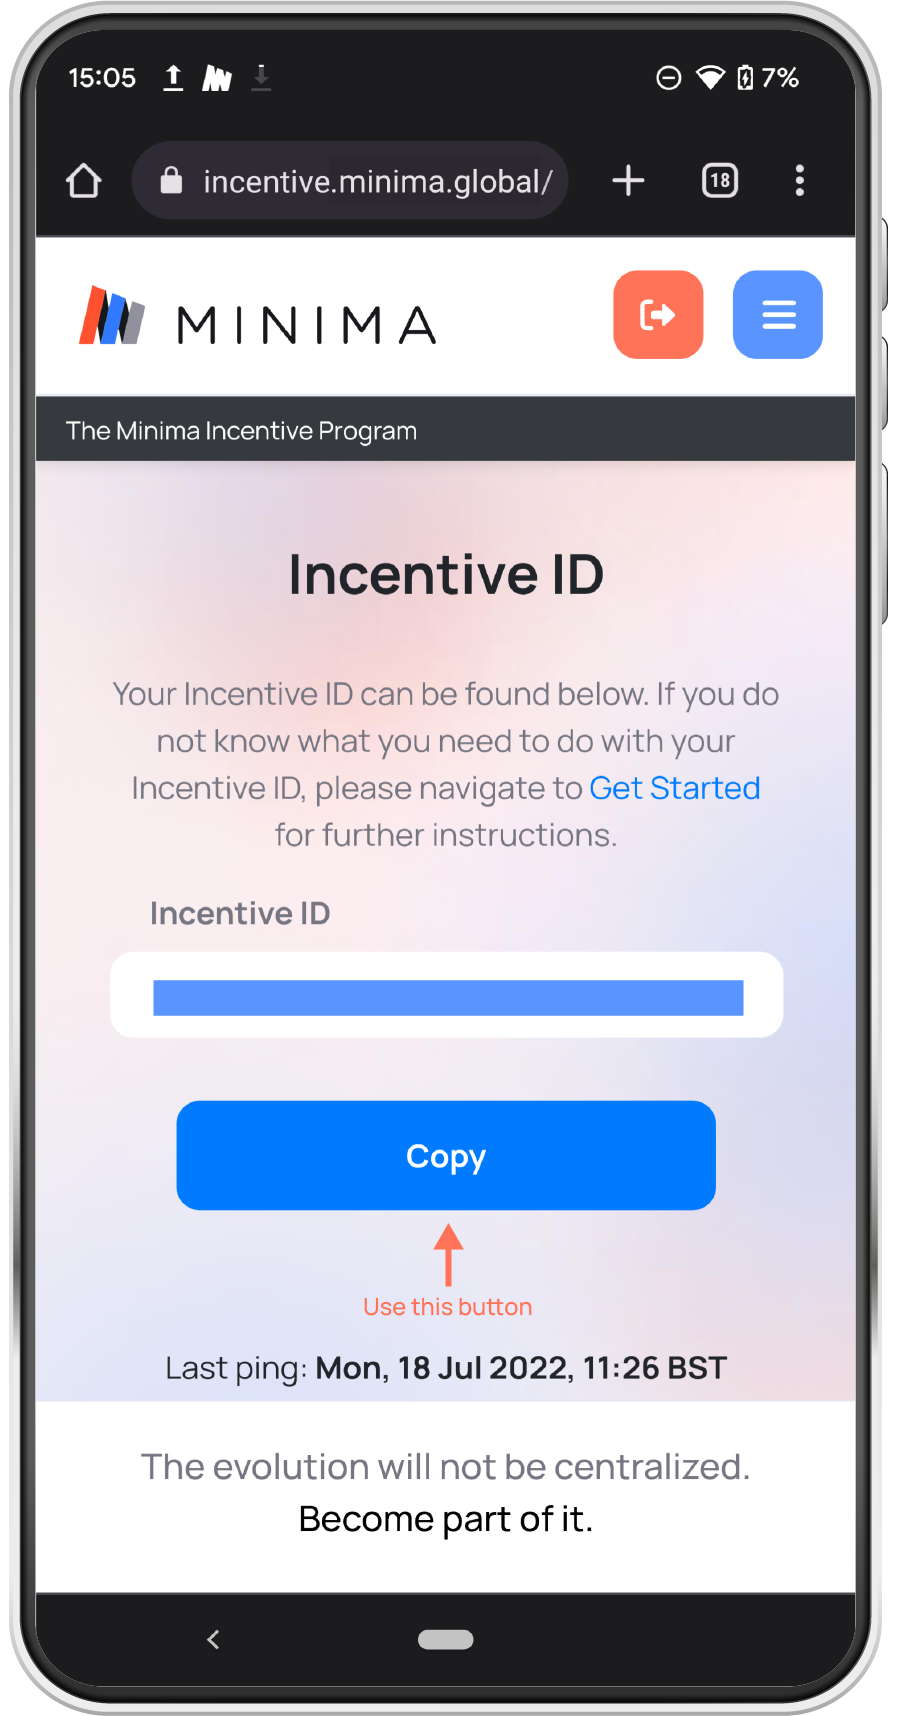 15:05 7%
incentive.minima.global/ 18
MINIMA
The Minima Incentive Program
Incentive ID
Your Incentive ID can be found below. If you do
not know what you need to do with your
Incentive ID, please navigate to Get Started
for further instructions.
Incentive ID
Copy
Use this button
Last ping: Mon, 18 Jul 2022, 11:26 BST
The evolution will not be centralized.
Become part of it.